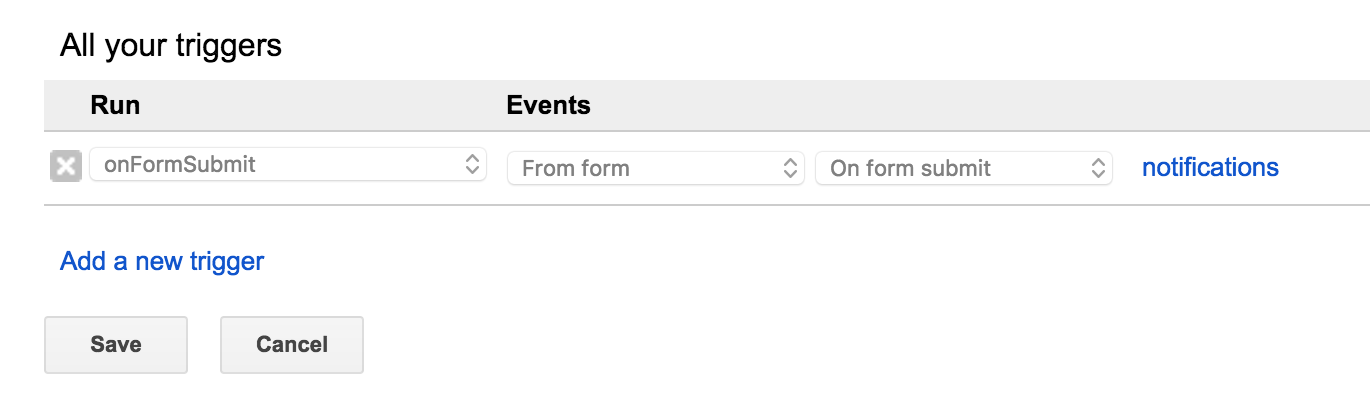 All your triggers
Run Events
onFormSubmit From form On form submit notifications
Add a new trigger
Save Cancel